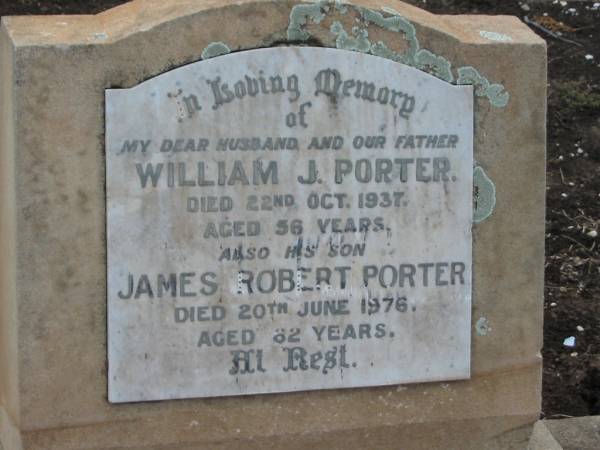 In Loving Memory
of
MY DEAR HUSBAND AND OUR FATHER
WILLIAM J. PORTER.
DIED 22ND OCT. 1937.
AGED 56 YEARS.
ALSO HIS SON
JAMES ROBERT PORTER
DIED 20TH JUNE 1976.
AGED YEARS.
At Rest.